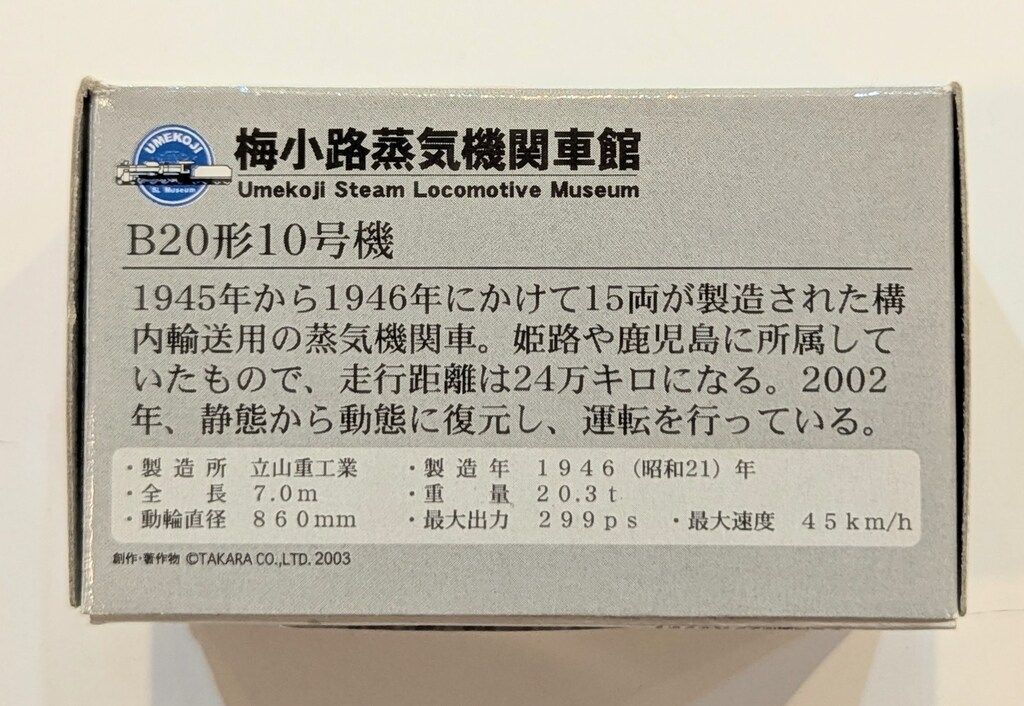 UMEKOJI
SL Museum
梅小路蒸気機関車館
Umekoji Steam Locomotive Museum
B20形10号機
1945年から1946年にかけて15両が製造された構
内輸送用の蒸気機関車。姫路や鹿児島に所属して
いたもので、走行距離は24万キロになる。2002
年、静態から動態に復元し、運転を行っている。
・製造所 立山重工業 ・製造年 1946（昭和21）年
・全長 7.0m ・重量 20.3t
・動輪直径 860mm ・最大出力 299ps ・最大速度 45km/h
創作・著作物 ©TAKARA CO.,LTD. 2003